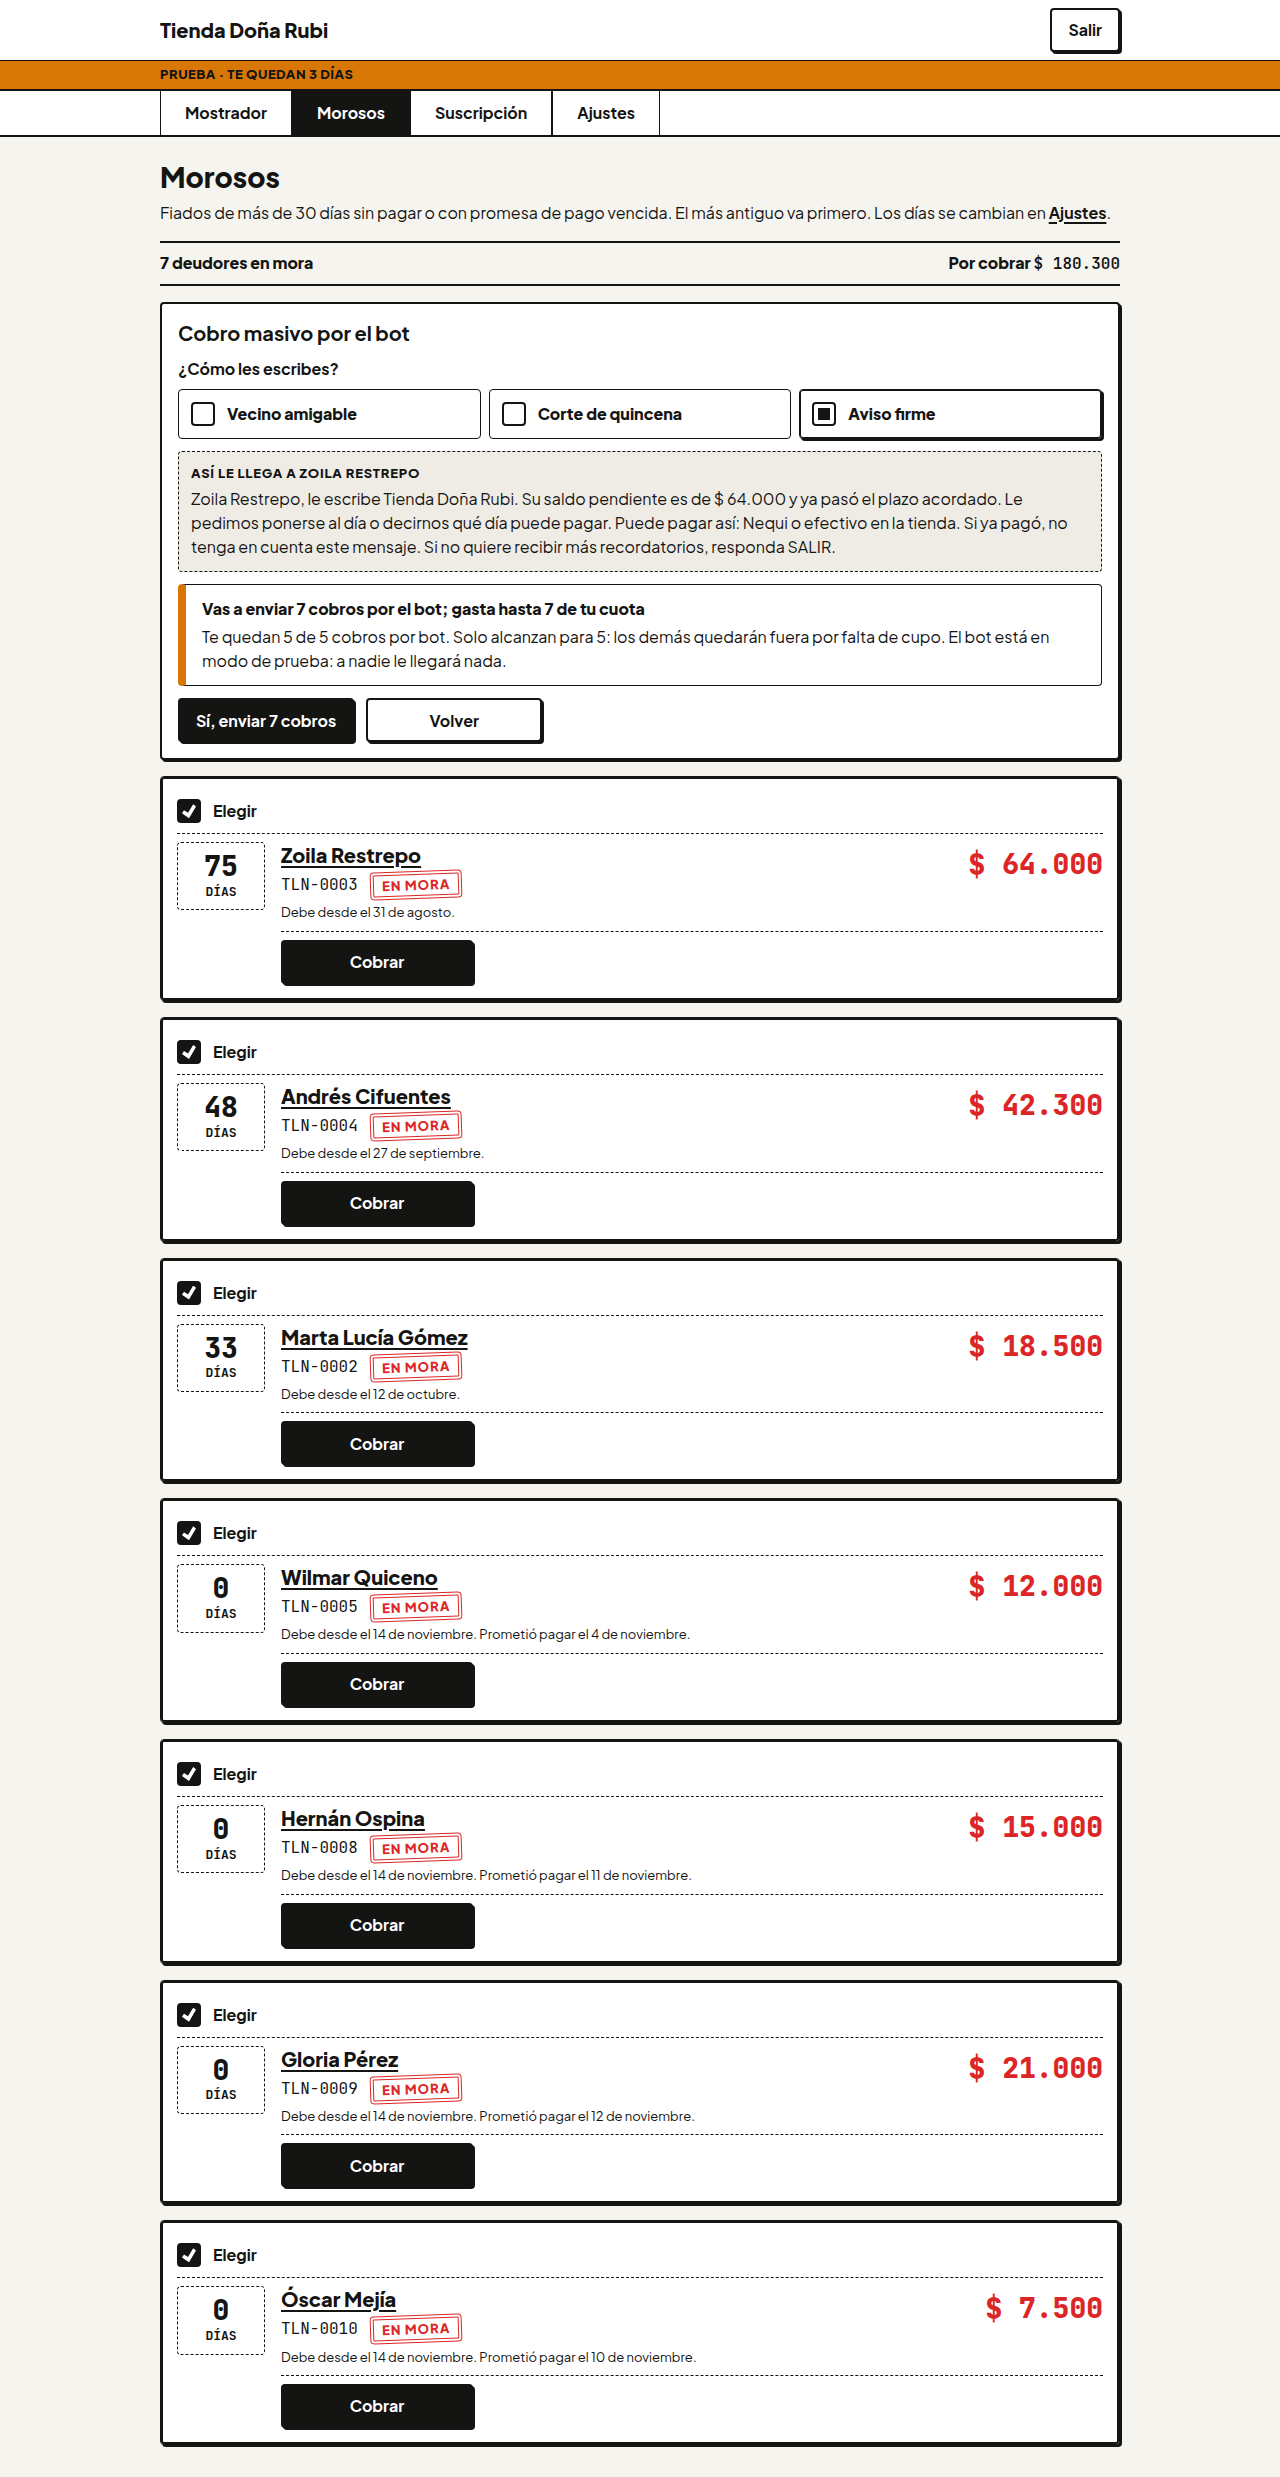 Tienda Doña Rubi
Salir
PRUEBA · TE QUEDAN 3 DÍAS
Mostrador
Morosos
Suscripción
Ajustes
Morosos
Fiados de más de 30 días sin pagar o con promesa de pago vencida. El más antiguo va primero. Los días se cambian en Ajustes.
7 deudores en mora
Por cobrar $ 180.300
Cobro masivo por el bot
¿Cómo les escribes?
Vecino amigable
Corte de quincena
Aviso firme
ASÍ LE LLEGA A ZOILA RESTREPO
Zoila Restrepo, le escribe Tienda Doña Rubi. Su saldo pendiente es de $ 64.000 y ya pasó el plazo acordado. Le
pedimos ponerse al día o decirnos qué día puede pagar. Puede pagar así: Nequi o efectivo en la tienda. Si ya pagó, no
tenga en cuenta este mensaje. Si no quiere recibir más recordatorios, responda SALIR.
Vas a enviar 7 cobros por el bot; gasta hasta 7 de tu cuota
Te quedan 5 de 5 cobros por bot. Solo alcanzan para 5: los demás quedarán fuera por falta de cupo. El bot está en
modo de prueba: a nadie le llegará nada.
Sí, enviar 7 cobros
Volver
Elegir
75
DÍAS
Zoila Restrepo
$ 64.000
TLN-0003
EN MORA
Debe desde el 31 de agosto.
Cobrar
Elegir
48
DÍAS
Andrés Cifuentes
$ 42.300
TLN-0004
EN MORA
Debe desde el 27 de septiembre.
Cobrar
Elegir
33
DÍAS
Marta Lucía Gómez
$ 18.500
TLN-0002
EN MORA
Debe desde el 12 de octubre.
Cobrar
Elegir
0
DÍAS
Wilmar Quiceno
$ 12.000
TLN-0005
EN MORA
Debe desde el 14 de noviembre. Prometió pagar el 4 de noviembre.
Cobrar
Elegir
0
DÍAS
Hernán Ospina
$ 15.000
TLN-0008
EN MORA
Debe desde el 14 de noviembre. Prometió pagar el 11 de noviembre.
Cobrar
Elegir
0
DÍAS
Gloria Pérez
$ 21.000
TLN-0009
EN MORA
Debe desde el 14 de noviembre. Prometió pagar el 12 de noviembre.
Cobrar
Elegir
0
DÍAS
Óscar Mejía
$ 7.500
TLN-0010
EN MORA
Debe desde el 14 de noviembre. Prometió pagar el 10 de noviembre.
Cobrar